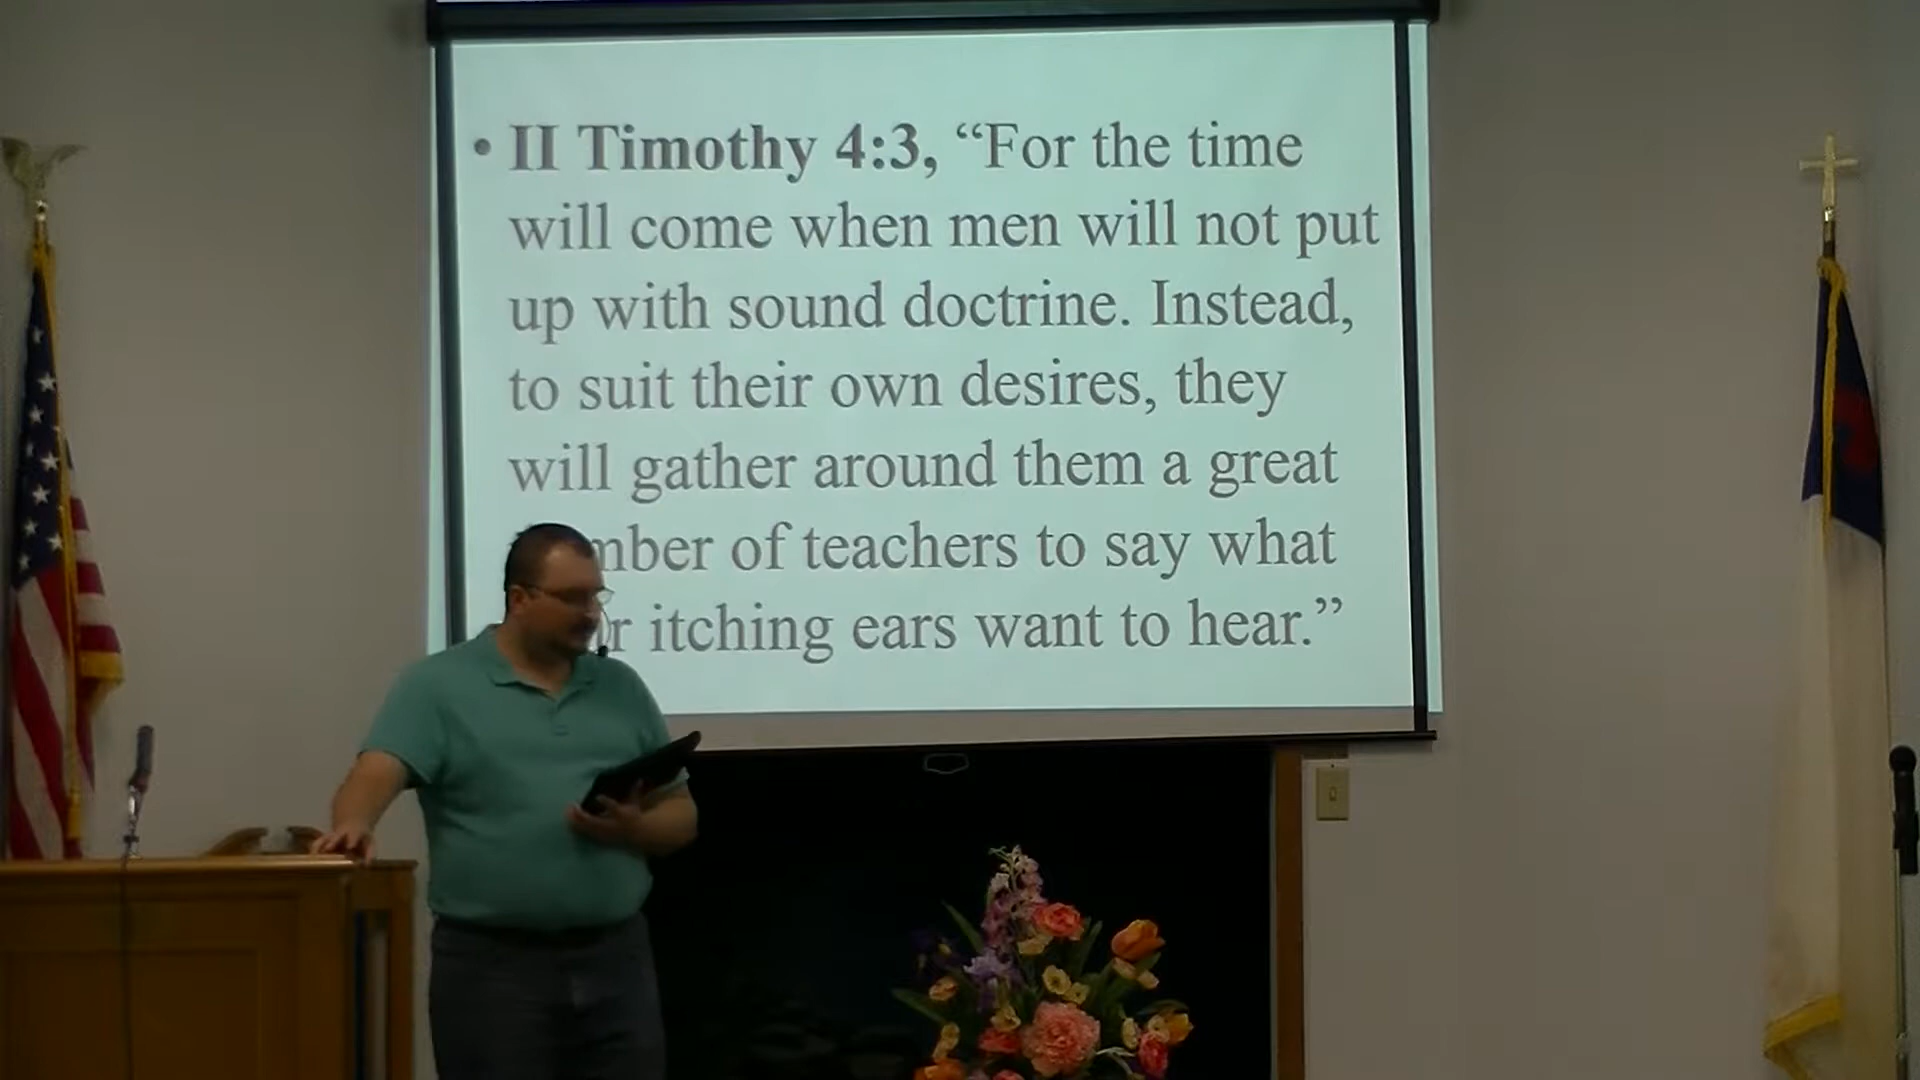 • II Timothy 4:3, “For the time
will come when men will not put
up with sound doctrine. Instead,
to suit their own desires, they
will gather around them a great
of teachers to say what
itching ears want to hear.”